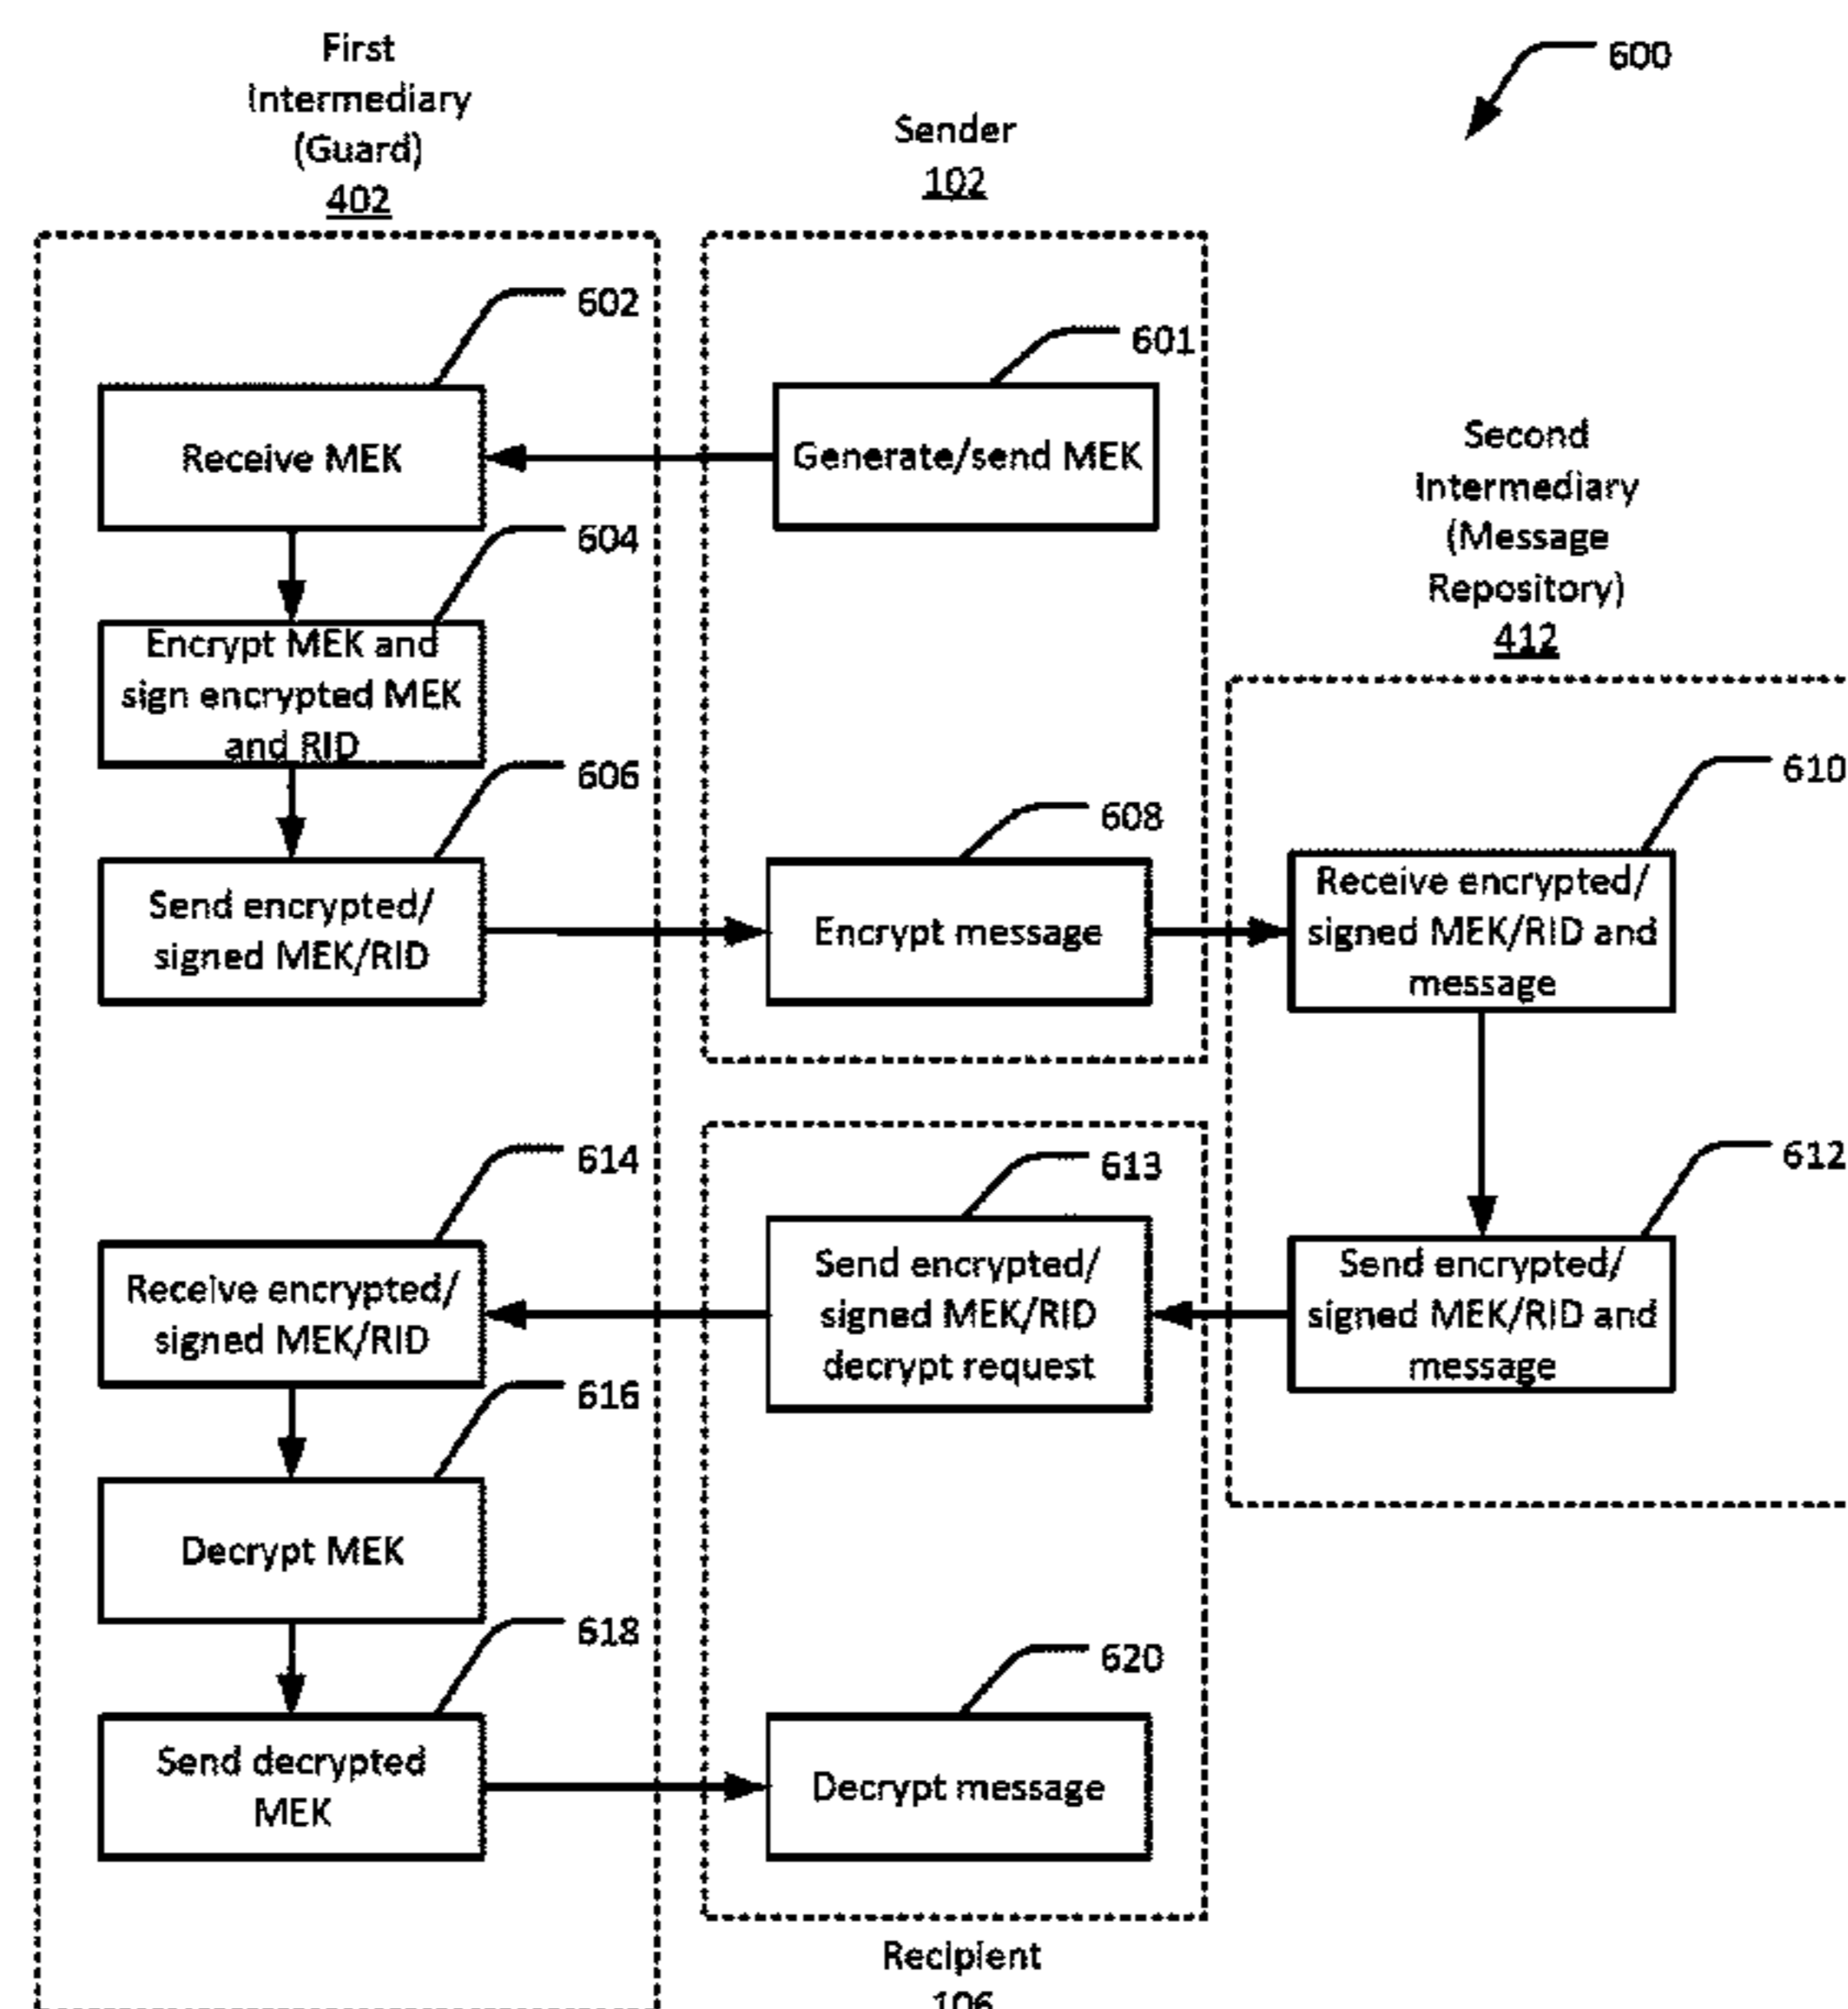 First
Intermediary
(Guard)
402
Sender
102
600
602
Receive MEK
601
Generate/send MEK
604
Encrypt MEK and
sign encrypted MEK
and RID
Second
Intermediary
(Message
Repository)
412
606
Send encrypted/
signed MEK/RID
608
Encrypt message
610
Receive encrypted/
signed MEK/RID and
message
614
Receive encrypted/
signed MEK/RID
613
Send encrypted/
signed MEK/RID
decrypt request
612
Send encrypted/
signed MEK/RID and
message
616
Decrypt MEK
618
Send decrypted
MEK
620
Decrypt message
Recipient
106